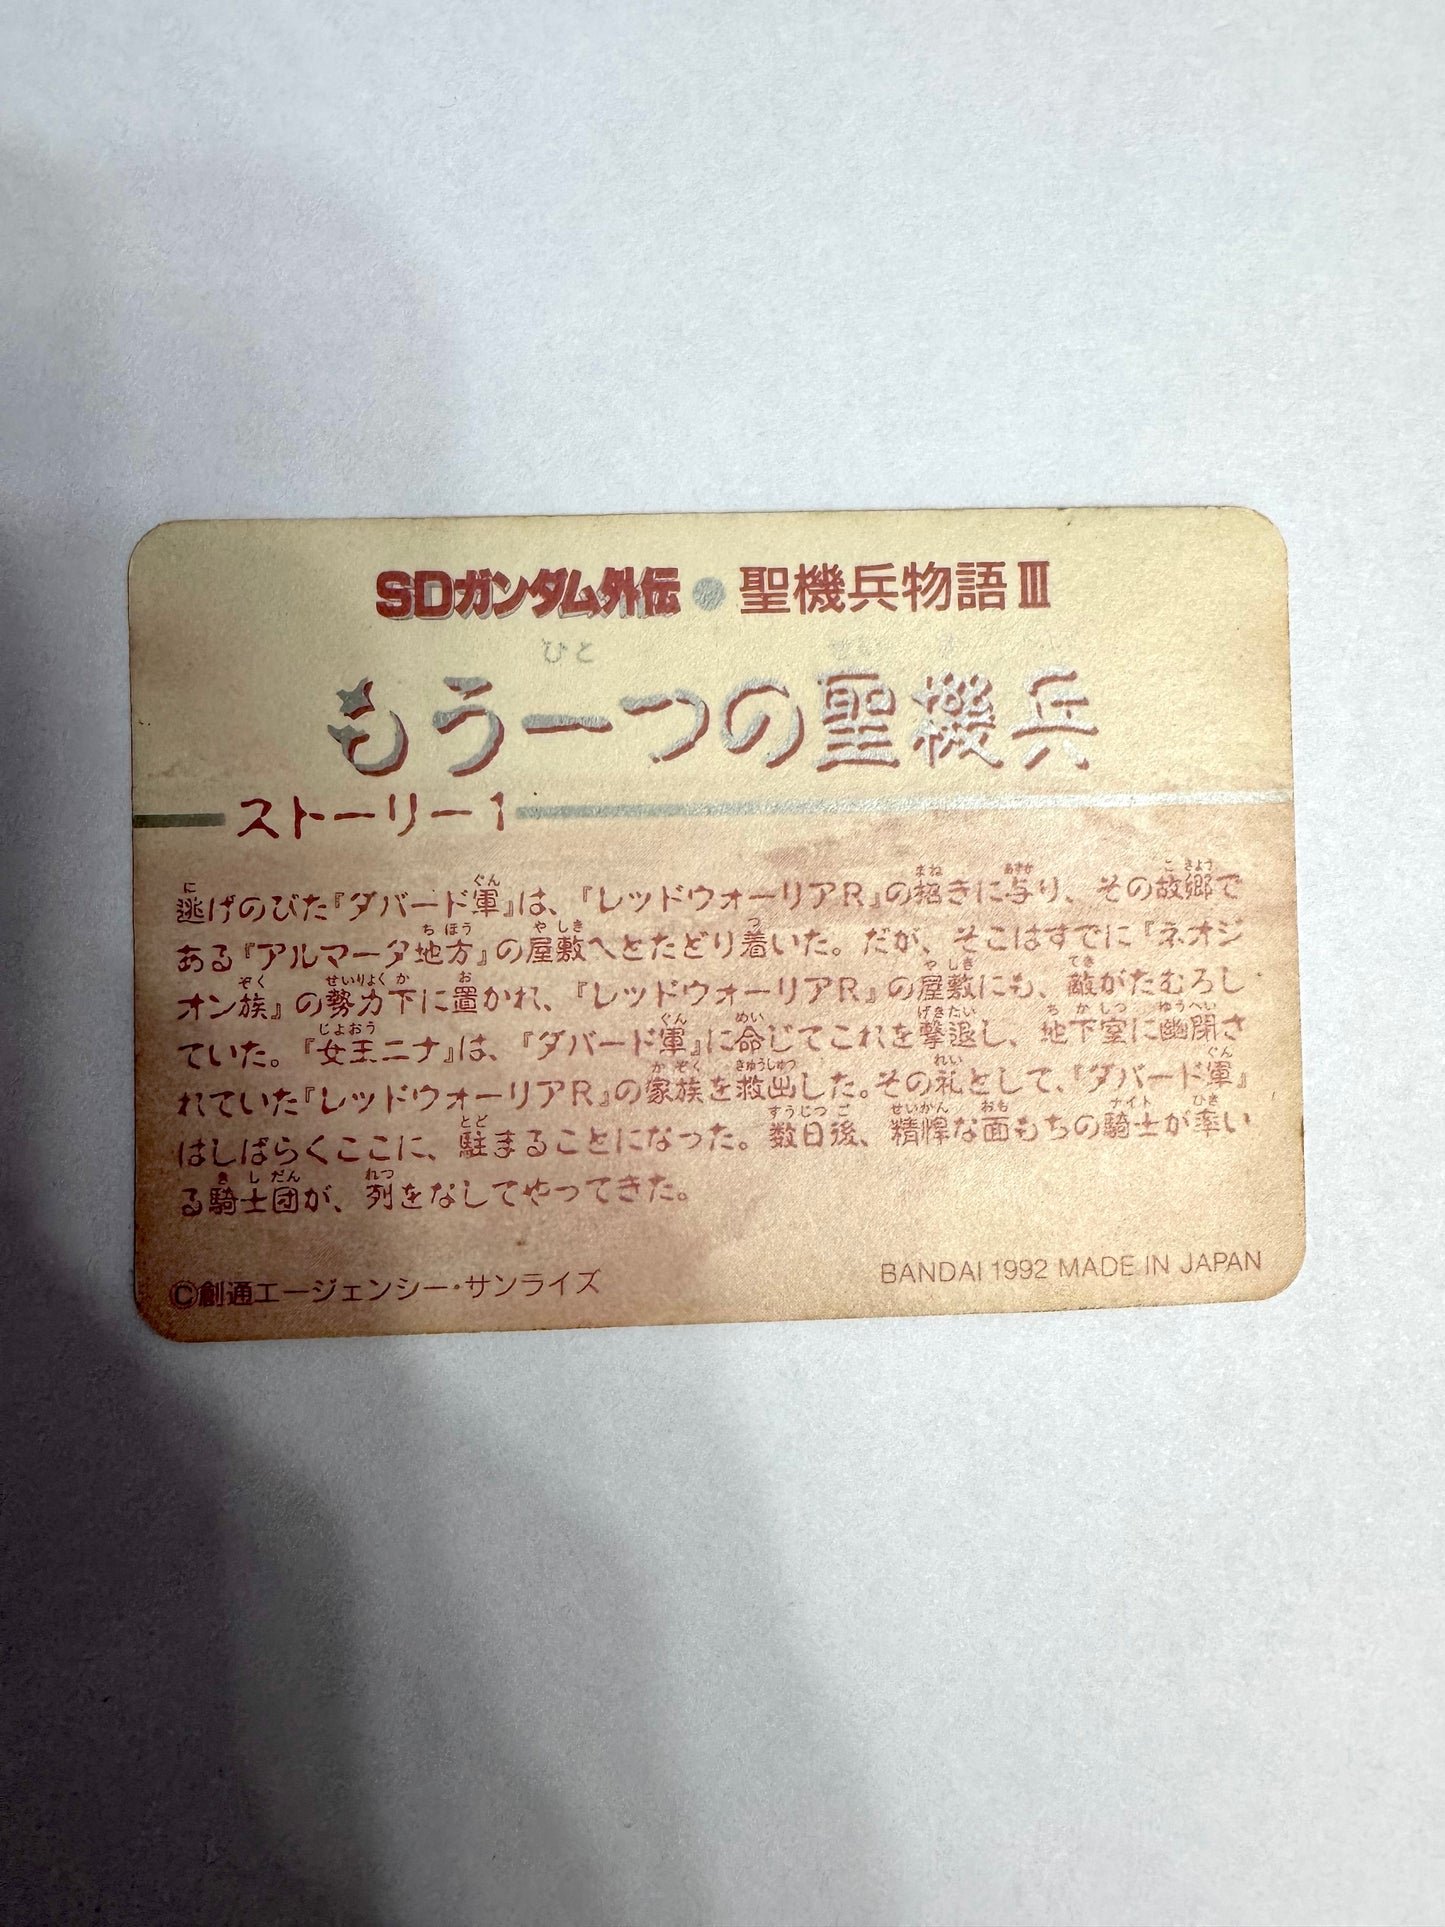 SDガンダム外伝●聖機兵物語Ⅲ
もう一つの聖機兵
ストーリー1
逃げのびた『ダバード軍』は、『レッドウォーリアR』の招きに与り、その故郷で
ある『アルマータ地方』の屋敷へとたどり着いた。だが、そこはすでに『ネオジ
オン族』の勢力下に置かれ、『レッドウォーリアR』の屋敷にも、敵がたむろし
ていた。『女王ニナ』は、『ダバード軍』に命じてこれを撃退し、地下室に幽閉さ
れていた『レッドウォーリアR』の家族を救出した。その礼として、『ダバード軍』
はしばらくここに、駐まることになった。数日後、精悍な面もちの騎士が率い
る騎士団が、列をなしてやってきた。
©創通エージェンシー・サンライズ
BANDAI 1992 MADE IN JAPAN